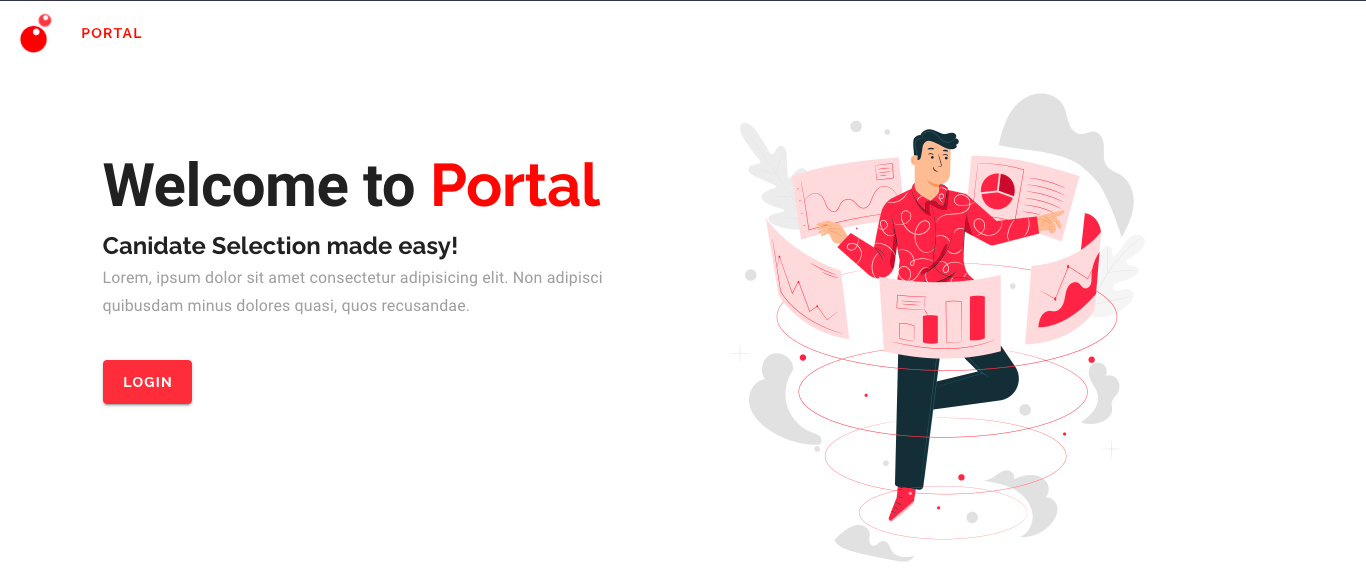 PORTAL
Welcome to Portal
Canidate Selection made easy!
Lorem, ipsum dolor sit amet consectetur adipisicing elit. Non adipisci
quibusdam minus dolores quasi, quos recusandae.
LOGIN